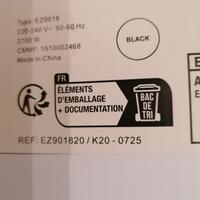 Type: EZ9018
220-240 V~ 50-60 Hz
2700 W
CMMF: 1510002468
Made in China
BLACK
FR
ÉLÉMENTS
D'EMBALLAGE
+ DOCUMENTATION
BAC
DE
TRI
REF: EZ901820 / K20 - 0725